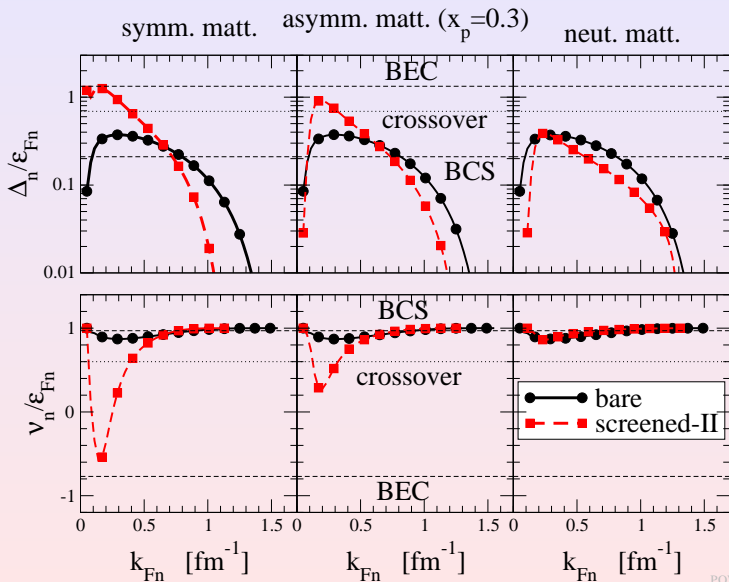 symm. matt.
asymm. matt. (x_p=0.3)
neut. matt.
Δ_n/ε_Fn
1
0.1
0.01
BEC
crossover
BCS
ν_n/ε_Fn
1
0
-1
BCS
crossover
BEC
bare
screened-II
0 0.5 1 1.5
0 0.5 1 1.5
0 0.5 1 1.5
k_Fn [fm⁻¹]
k_Fn [fm⁻¹]
k_Fn [fm⁻¹]